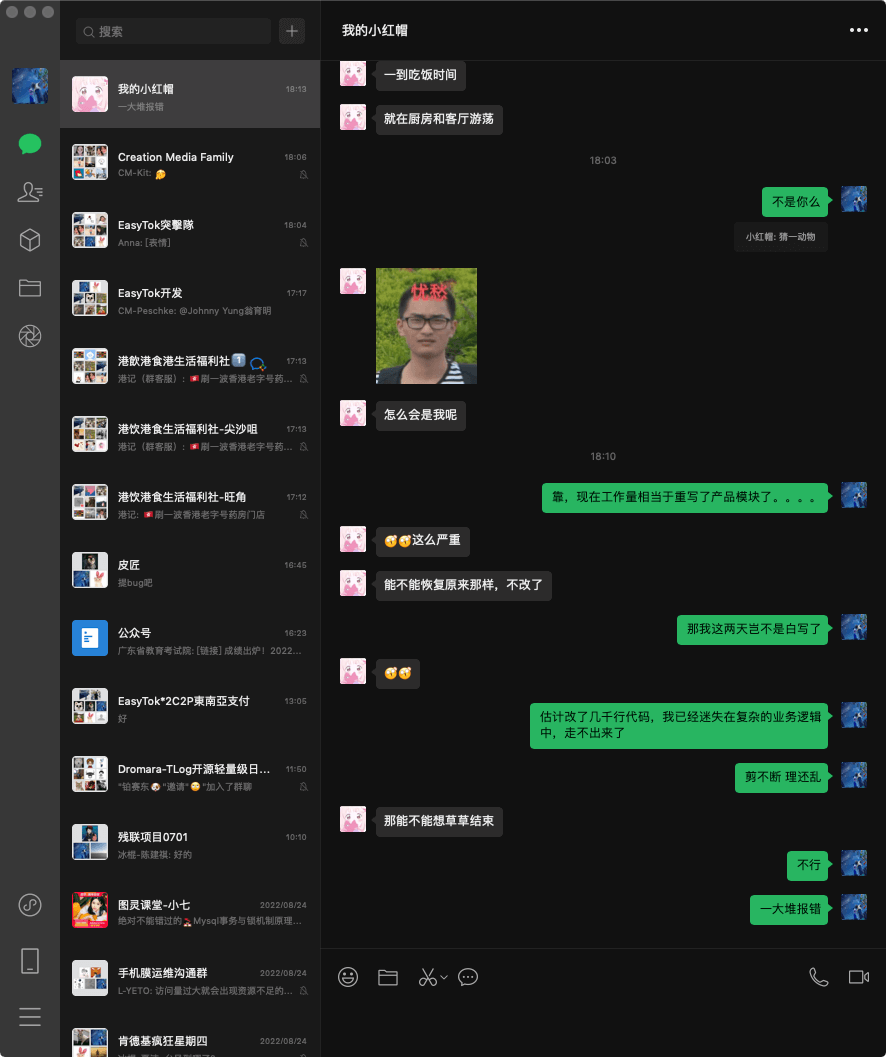 搜索
我的小红帽
18:13
一大堆报错
Creation Media Family
18:06
CM-Kit: 🤔
EasyTok突擊隊
18:04
Anna: [表情]
EasyTok开发
17:17
CM-Peschke: @Johnny Yung翁育明
港飲港食港生活福利社1️⃣
17:13
港记（群客服）: 🇭🇰刷一波香港老字号药...
港饮港食生活福利社-尖沙咀
17:13
港记（群客服）: 🇭🇰刷一波香港老字号药...
港饮港食生活福利社-旺角
17:12
港记: 🇭🇰刷一波香港老字号药房门店
皮匠
16:45
提bug吧
公众号
16:23
广东省教育考试院: [链接] 成绩出炉！2022...
EasyTok*2C2P東南亞支付
13:05
好
Dromara-TLog开源轻量级日...
11:50
"铂赛东🐶"邀请"😳"加入了群聊
残联项目0701
10:10
冰棍-陈建祺: 好的
图灵课堂-小七
2022/08/24
绝对不能错过的💃Mysql事务与锁机制原理...
手机膜运维沟通群
2022/08/24
L-YETO: 访问量过大就会出现资源不足的...
肯德基疯狂星期四
2022/08/24
我的小红帽
一到吃饭时间
就在厨房和客厅游荡
18:03
不是你么
小红帽: 猜一动物
忧愁
怎么会是我呢
18:10
靠，现在工作量相当于重写了产品模块了。。。。
这么严重
能不能恢复原来那样，不改了
那我这两天岂不是白写了
估计改了几千行代码，我已经迷失在复杂的业务逻辑
中，走不出来了
剪不断 理还乱
那能不能想草草结束
不行
一大堆报错